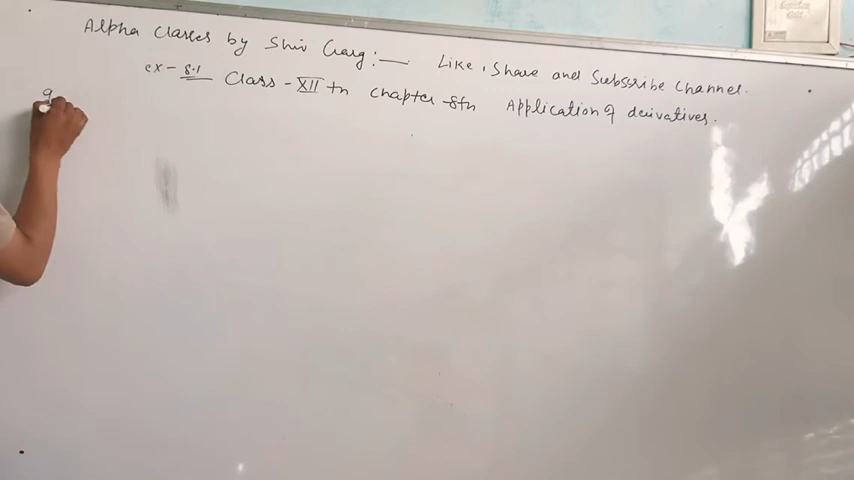 Alpha Classes by Shiv Garg :— Like, Share and Subscribe Channel.
ex- 8.1 Class - XII th chapter 8th Application of derivatives.
9